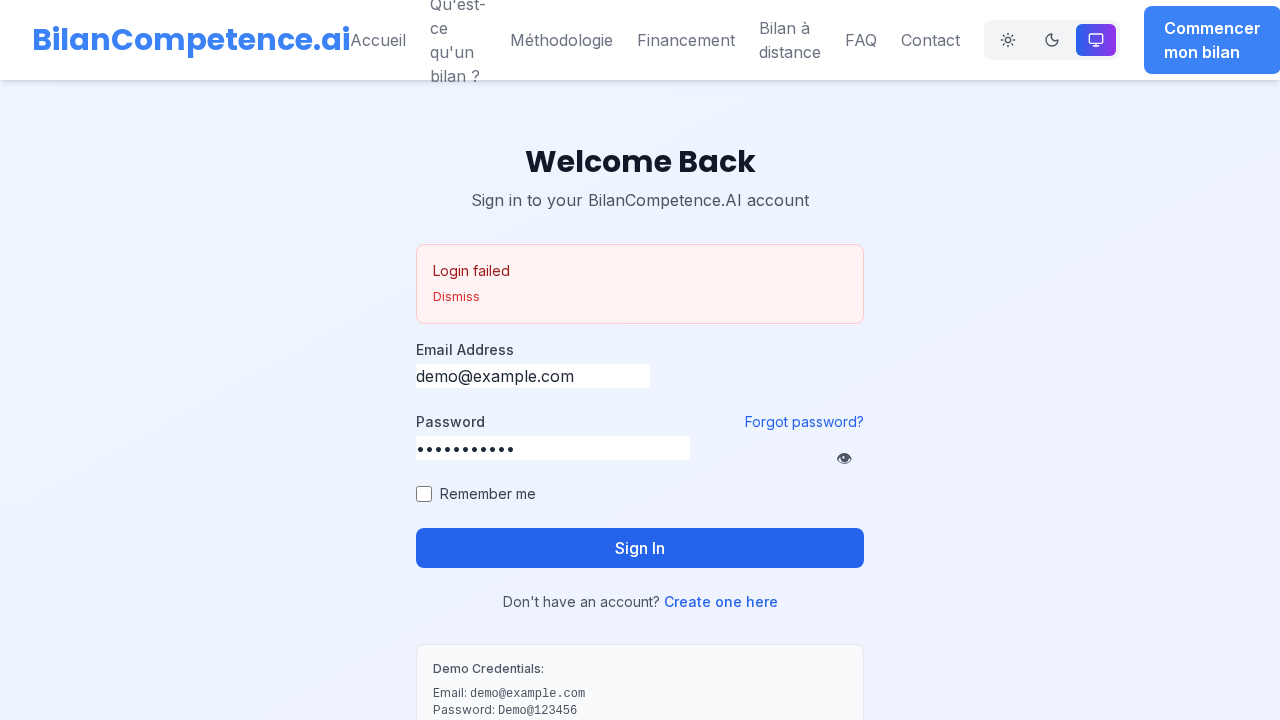 BilanCompetence.ai
Accueil
Qu'est-
ce
qu'un
bilan ?
Méthodologie
Financement
Bilan à
distance
FAQ
Contact
Commencer
mon bilan
Welcome Back
Sign in to your BilanCompetence.AI account
Login failed
Dismiss
Email Address
demo@example.com
Password
Forgot password?
•••••••••••
Remember me
Sign In
Don't have an account? Create one here
Demo Credentials:
Email: demo@example.com
Password: Demo@123456